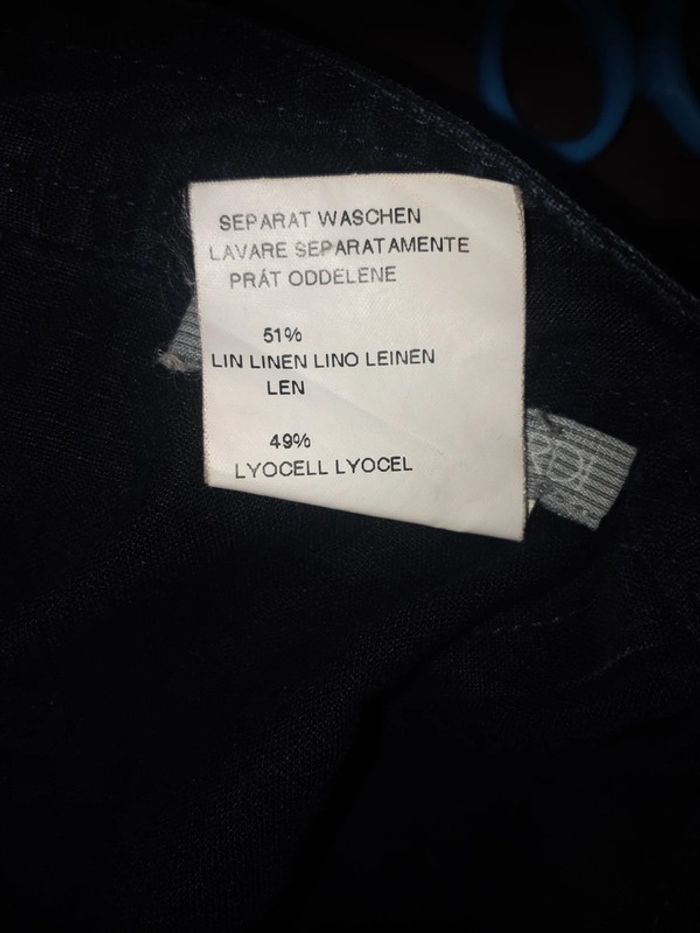 SEPARAT WASCHEN
LAVARE SEPARATAMENTE
PRÁT ODDELENE
51%
LIN LINEN LINO LEINEN
LEN
49%
LYOCELL LYOCEL